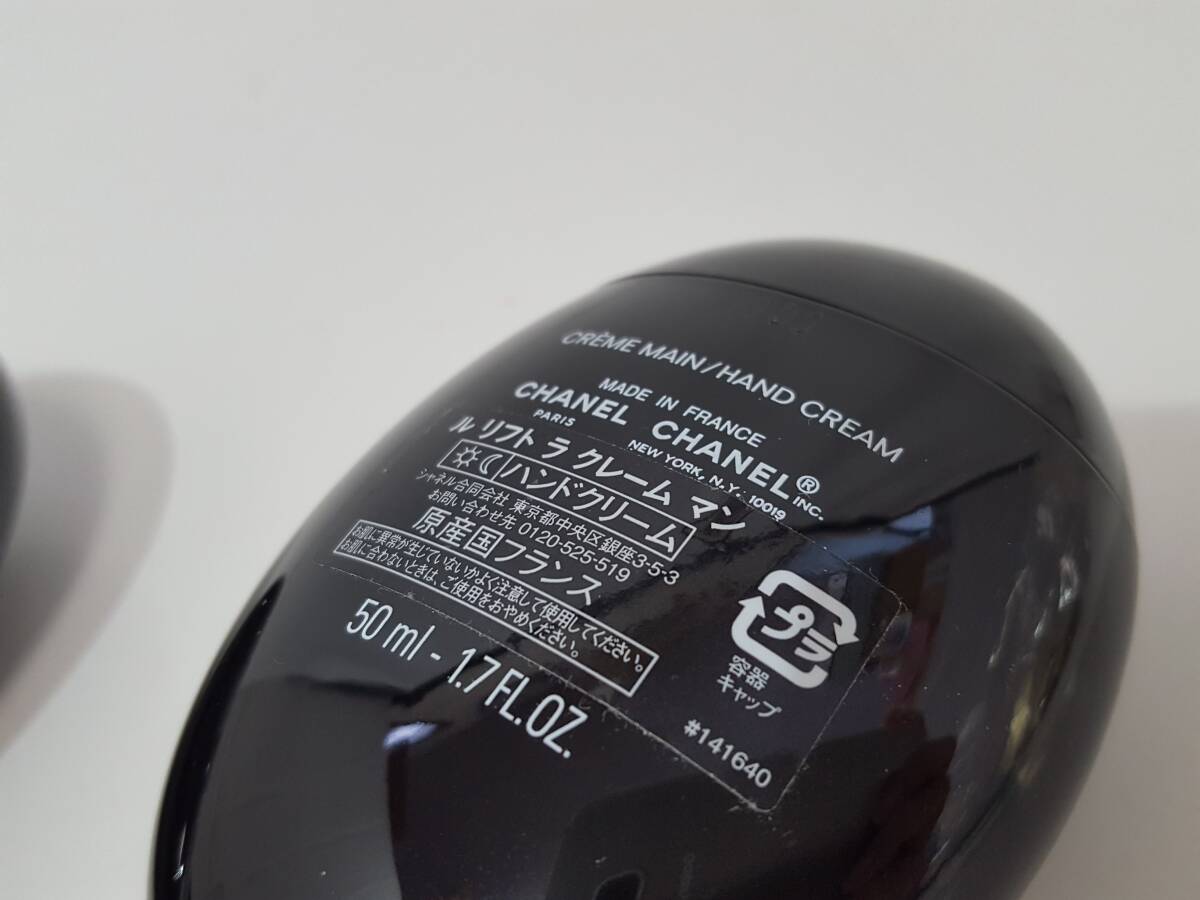 CRÈME MAIN/HAND CREAM
MADE IN FRANCE
CHANEL CHANEL® INC.
PARIS NEW YORK, N.Y. 10019
ル リフト ラ クレーム マン
ハンドクリーム
シャネル合同会社 東京都中央区銀座3-5-3
お問い合わせ先 0120-525-519
原産国フランス
お肌に異常が生じていないかよく注意して使用してください。
お肌に合わないときは、ご使用をおやめください。
50 ml - 1.7 FL.OZ.
プラ
容器
キャップ
#141640